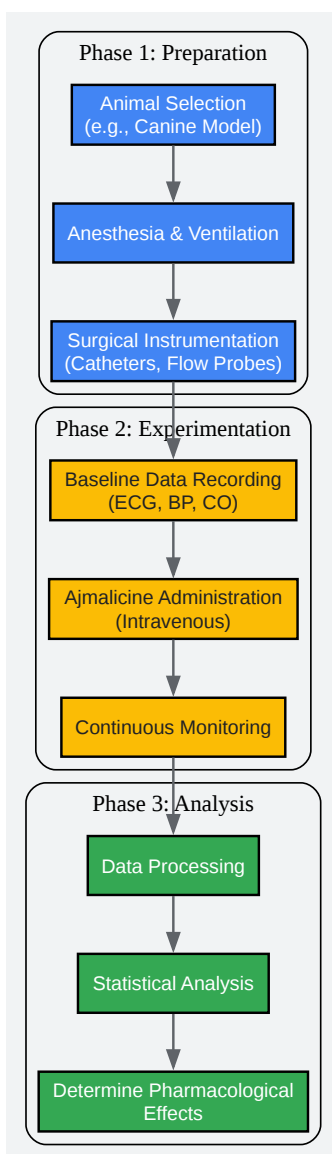 Phase 1: Preparation
Animal Selection
(e.g., Canine Model)
Anesthesia & Ventilation
Surgical Instrumentation
(Catheters, Flow Probes)
Phase 2: Experimentation
Baseline Data Recording
(ECG, BP, CO)
Ajmalicine Administration
(Intravenous)
Continuous Monitoring
Phase 3: Analysis
Data Processing
Statistical Analysis
Determine Pharmacological
Effects